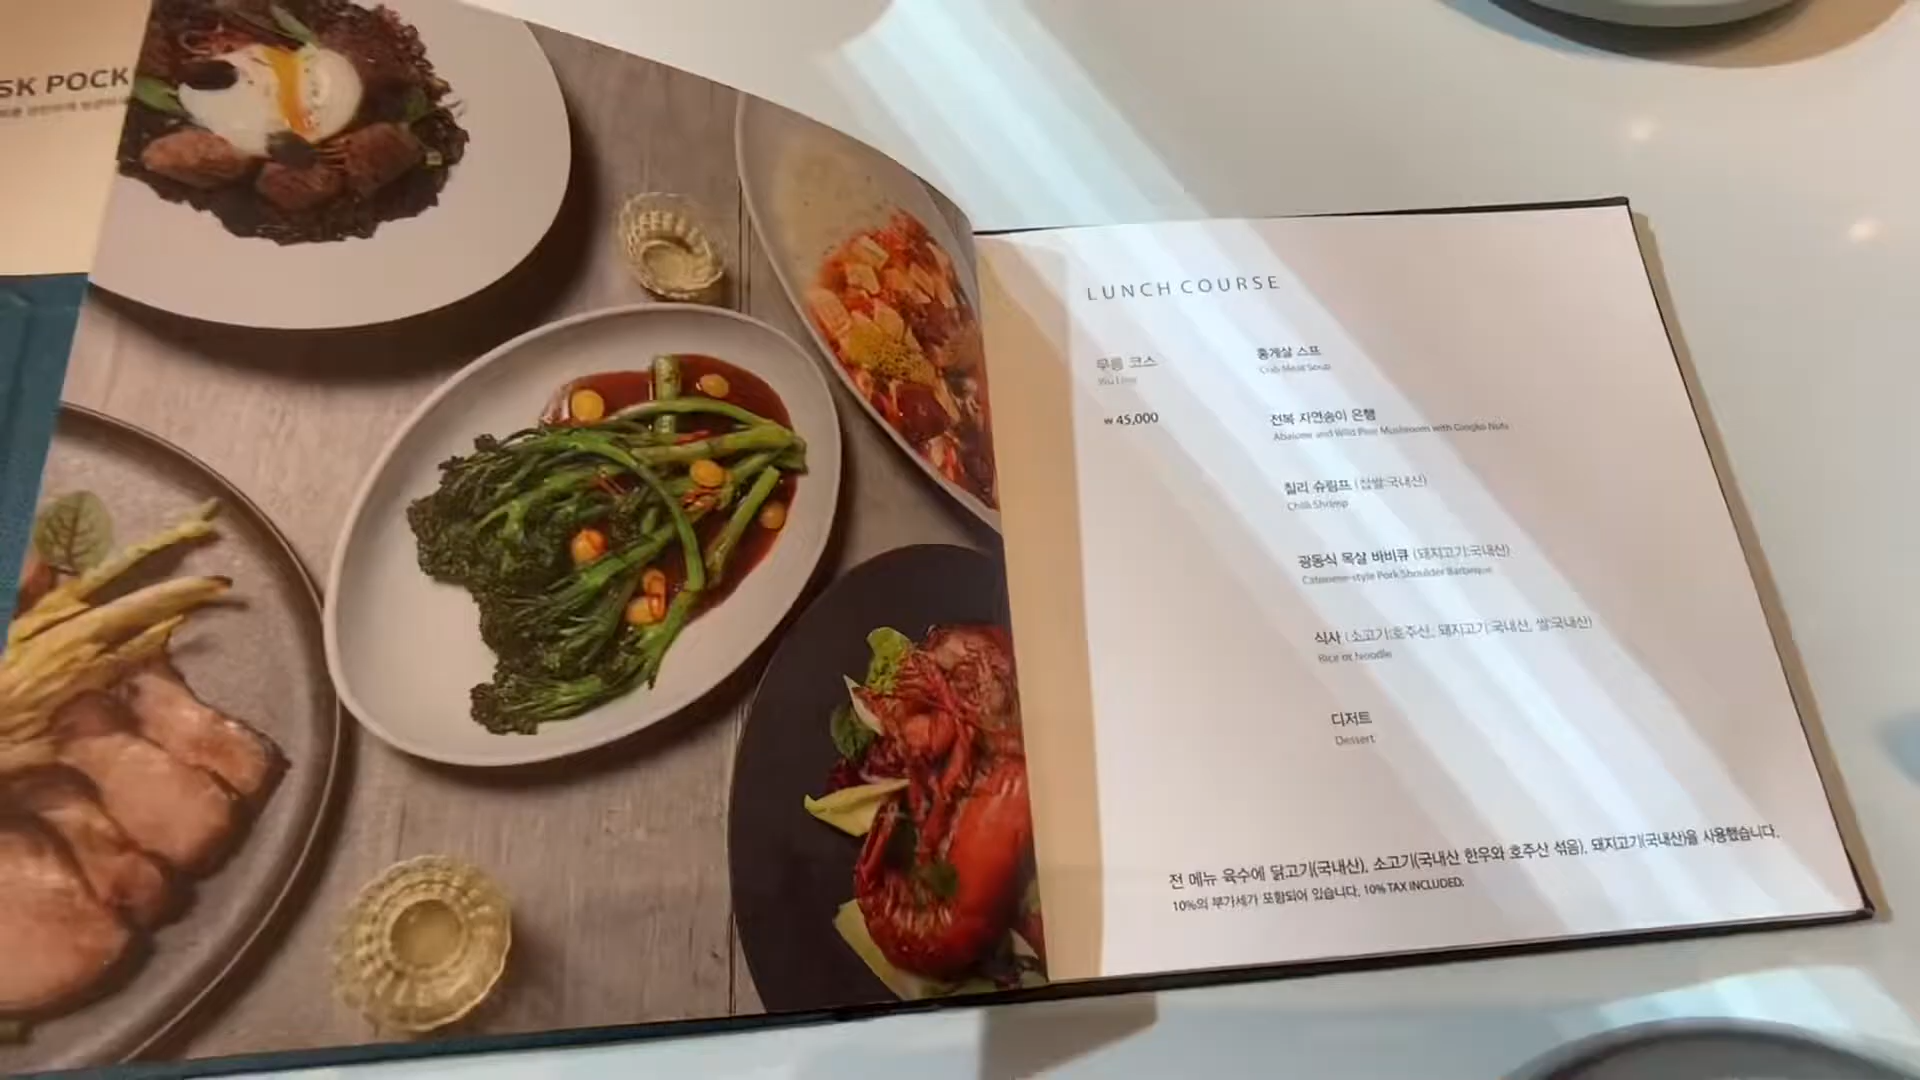 SK POCK
LUNCH COURSE
무릉 코스
Wu Ling
₩ 45,000
홍게살 스프
Crab Meat Soup
전복 자연송이 은행
Abalone and Wild Pine Mushroom with Gingko Nuts
칠리 슈림프 (찹쌀:국내산)
Chilli Shrimp
광동식 목살 바비큐 (돼지고기:국내산)
Catonese-style Pork Shoulder Barbeque
식사 (소고기:호주산, 돼지고기:국내산, 쌀:국내산)
Rice or Noodle
디저트
Dessert
전 메뉴 육수에 닭고기(국내산), 소고기(국내산 한우와 호주산 섞음), 돼지고기(국내산)을 사용했습니다.
10%의 부가세가 포함되어 있습니다. 10% TAX INCLUDED.